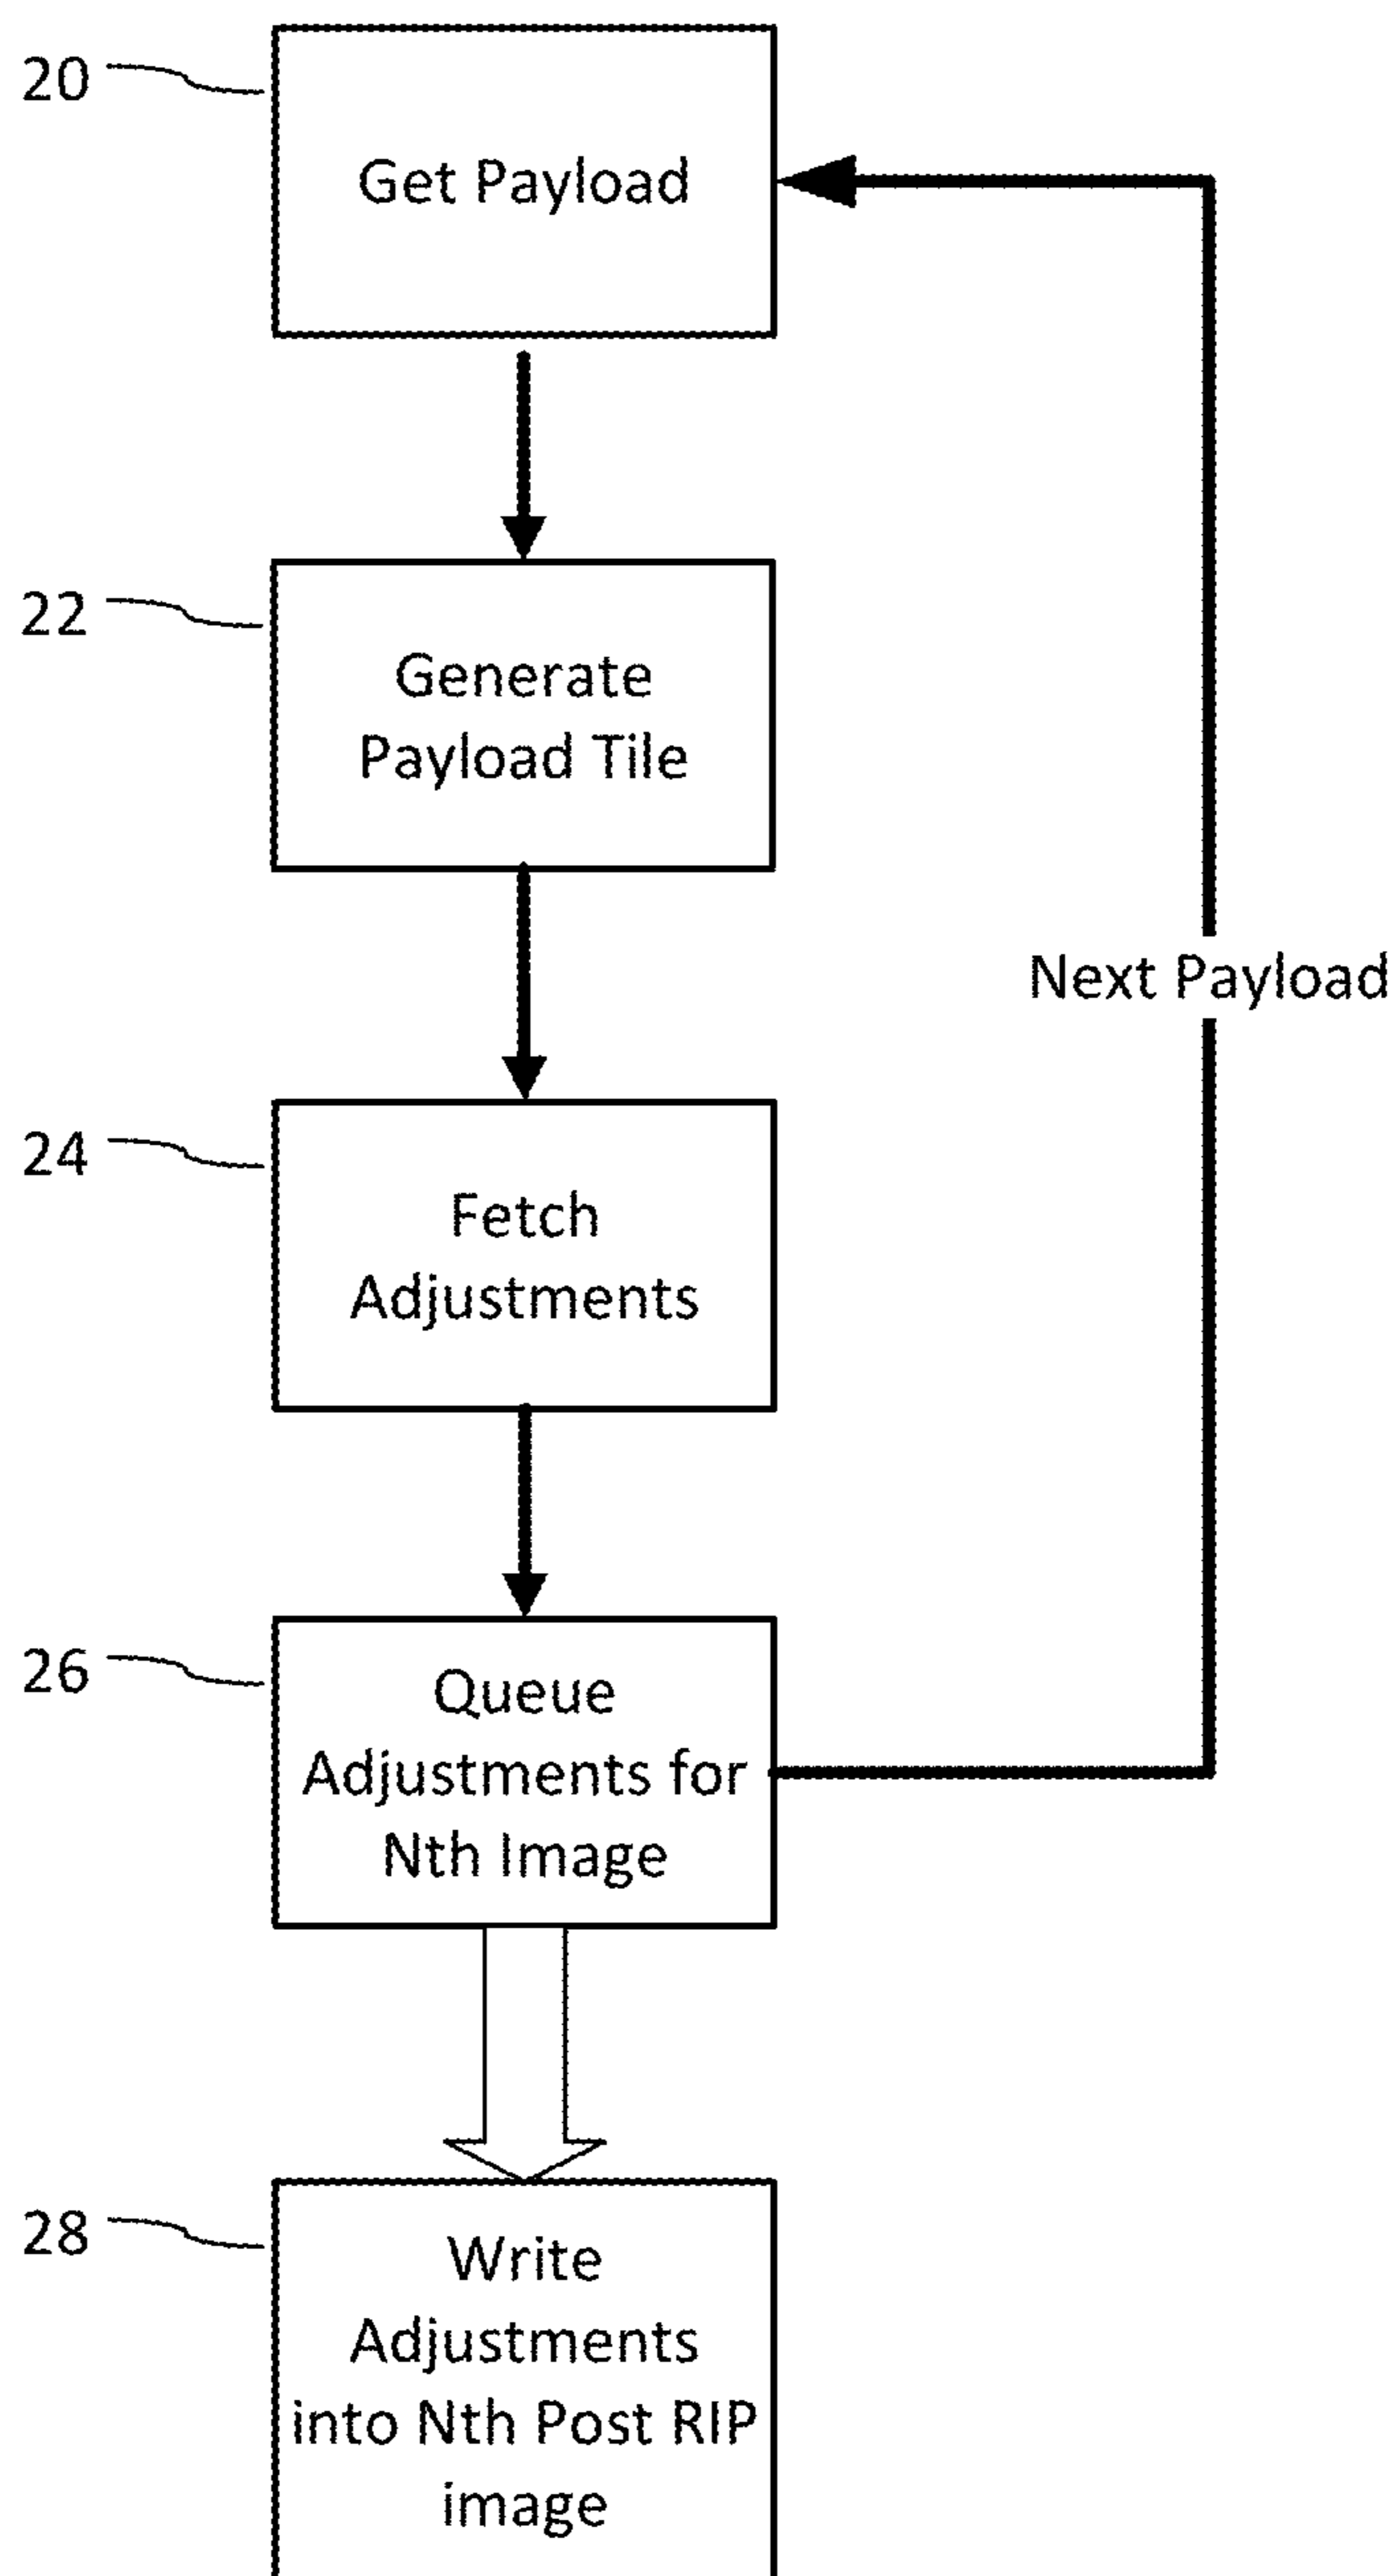 20
Get Payload
22
Generate
Payload Tile
Next Payload
24
Fetch
Adjustments
26
Queue
Adjustments for
Nth Image
28
Write
Adjustments
into Nth Post RIP
image